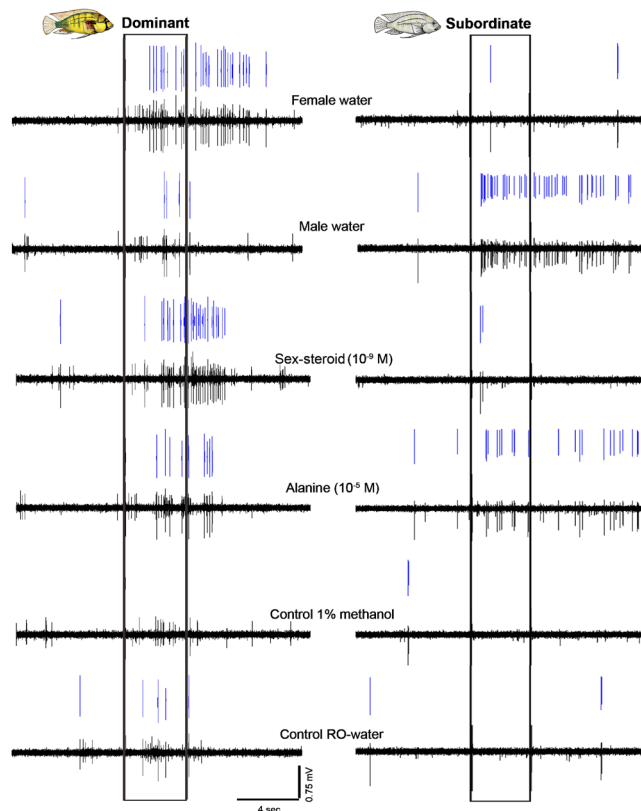 Dominant
Subordinate
Female water
Male water
Sex-steroid (10⁻⁹ M)
Alanine (10⁻⁵ M)
Control 1% methanol
Control RO-water
0.75 mV
4 sec